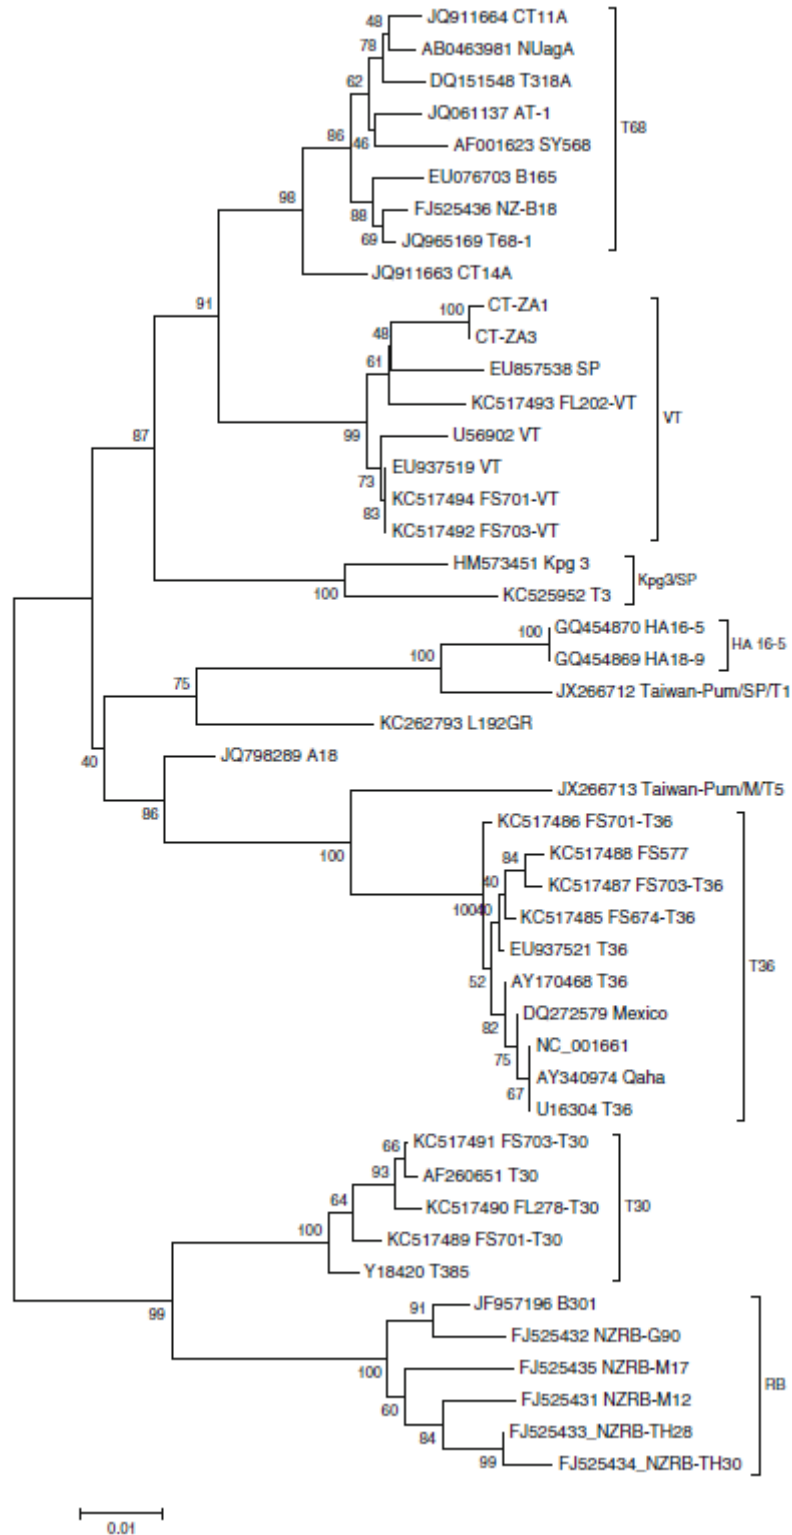 48
JQ911664 CT11A
78
AB0463981 NUagA
62
DQ151548 T318A
86
JQ061137 AT-1
46
AF001623 SY568
T68
98
EU076703 B165
88
FJ525436 NZ-B18
69
JQ965169 T68-1
JQ911663 CT14A
91
100
CT-ZA1
48
CT-ZA3
61
EU857538 SP
KC517493 FL202-VT
VT
99
U56902 VT
73
EU937519 VT
KC517494 FS701-VT
83
KC517492 FS703-VT
87
HM573451 Kpg 3
Kpg3/SP
100
KC525952 T3
100
GQ454870 HA16-5
HA 16-5
100
GQ454869 HA18-9
75
JX266712 Taiwan-Pum/SP/T1
KC262793 L192GR
40
JQ798289 A18
86
JX266713 Taiwan-Pum/M/T5
100
KC517486 FS701-T36
84
KC517488 FS577
40
KC517487 FS703-T36
100
40
KC517485 FS674-T36
EU937521 T36
T36
52
AY170468 T36
82
DQ272579 Mexico
75
NC_001661
67
AY340974 Qaha
U16304 T36
66
KC517491 FS703-T30
93
AF260651 T30
64
KC517490 FL278-T30
T30
100
KC517489 FS701-T30
Y18420 T385
99
91
JF957196 B301
FJ525432 NZRB-G90
100
FJ525435 NZRB-M17
RB
60
FJ525431 NZRB-M12
84
FJ525433_NZRB-TH28
99
FJ525434_NZRB-TH30
0.01